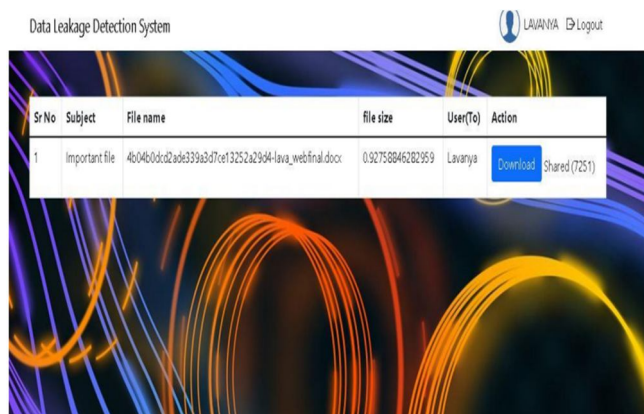 Data Leakage Detection System
LAVANYA Logout
Sr No Subject File name file size User(To) Action
1 Important file 4b04b0dcd2ade339a3d7ce13252a29d4-lava_webfinal.docx 0.92758846282959 Lavanya Download Shared (7251)